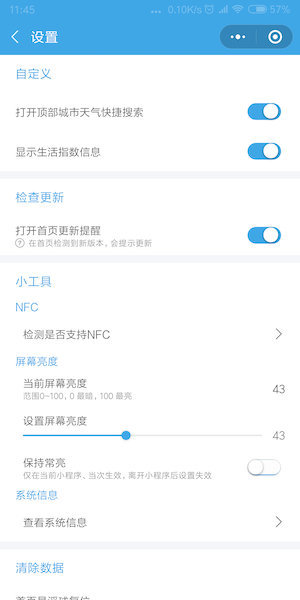 11:45
... 0.10K/s
57%
设置
自定义
打开顶部城市天气快捷搜索
显示生活指数信息
检查更新
打开首页更新提醒
? 在首页检测到新版本, 会提示更新
小工具
NFC
检测是否支持NFC
屏幕亮度
当前屏幕亮度
43
范围0~100, 0 最暗, 100 最亮
设置屏幕亮度
43
保持常亮
仅在当前小程序、当次生效, 离开小程序后设置失效
系统信息
查看系统信息
清除数据
首页悬浮球复位